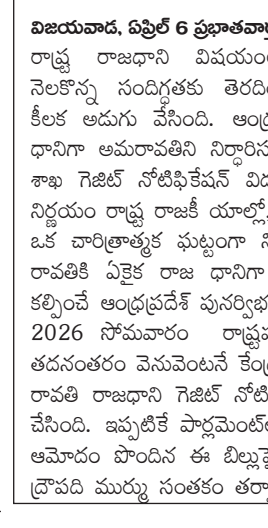 విజయవాడ, ఏప్రిల్ 6 ప్రభాతవార్త
రాష్ట్ర రాజధాని విషయం
నెలకొన్న సందిగ్ధతకు తెరది
కీలక అడుగు వేసింది. ఆంధ్ర
ధానిగా అమరావతిని నిర్ధారిస
శాఖ గెజిట్ నోటిఫికేషన్ విడ
నిర్ణయం రాష్ట్ర రాజకీ యాల్లో
ఒక చారిత్రాత్మక ఘట్టంగా ని
రావతికి ఏకైక రాజ ధానిగా
కల్పించే ఆంధ్రప్రదేశ్ పునర్విభ
2026 సోమవారం రాష్ట్రప
తదనంతరం వెనువెంటనే కేంద్ర
రావతి రాజధాని గెజిట్ నోటి
చేసింది. ఇప్పటికే పార్లమెంట్‌ల
ఆమోదం పొందిన ఈ బిల్లుపై
ద్రౌపది ముర్ము సంతకం తర్వా